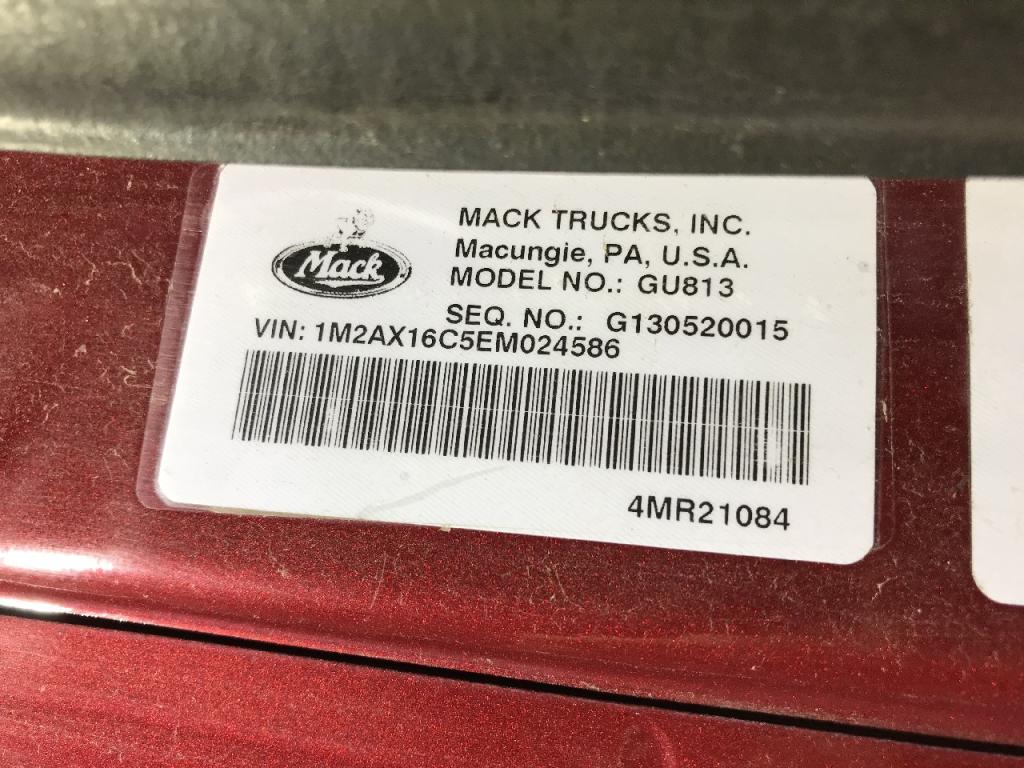 Mack
MACK TRUCKS, INC.
Macungie, PA, U.S.A.
MODEL NO.: GU813
SEQ. NO.: G130520015
VIN: 1M2AX16C5EM024586
4MR21084